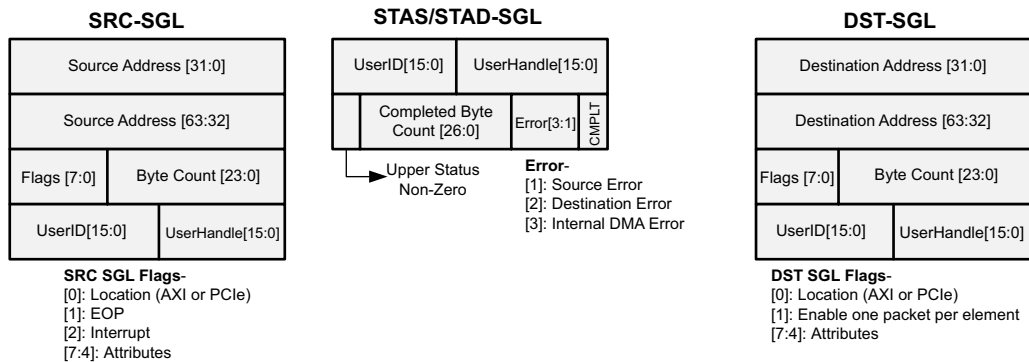 SRC-SGL
Source Address [31:0]
Source Address [63:32]
Flags [7:0]
Byte Count [23:0]
UserID[15:0]
UserHandle[15:0]
SRC SGL Flags-
[0]: Location (AXI or PCIe)
[1]: EOP
[2]: Interrupt
[7:4]: Attributes
STAS/STAD-SGL
UserID[15:0]
UserHandle[15:0]
Completed Byte
Count [26:0]
Error[3:1]
CMPLT
Upper Status
Non-Zero
Error-
[1]: Source Error
[2]: Destination Error
[3]: Internal DMA Error
DST-SGL
Destination Address [31:0]
Destination Address [63:32]
Flags [7:0]
Byte Count [23:0]
UserID[15:0]
UserHandle[15:0]
DST SGL Flags-
[0]: Location (AXI or PCIe)
[1]: Enable one packet per element
[7:4]: Attributes